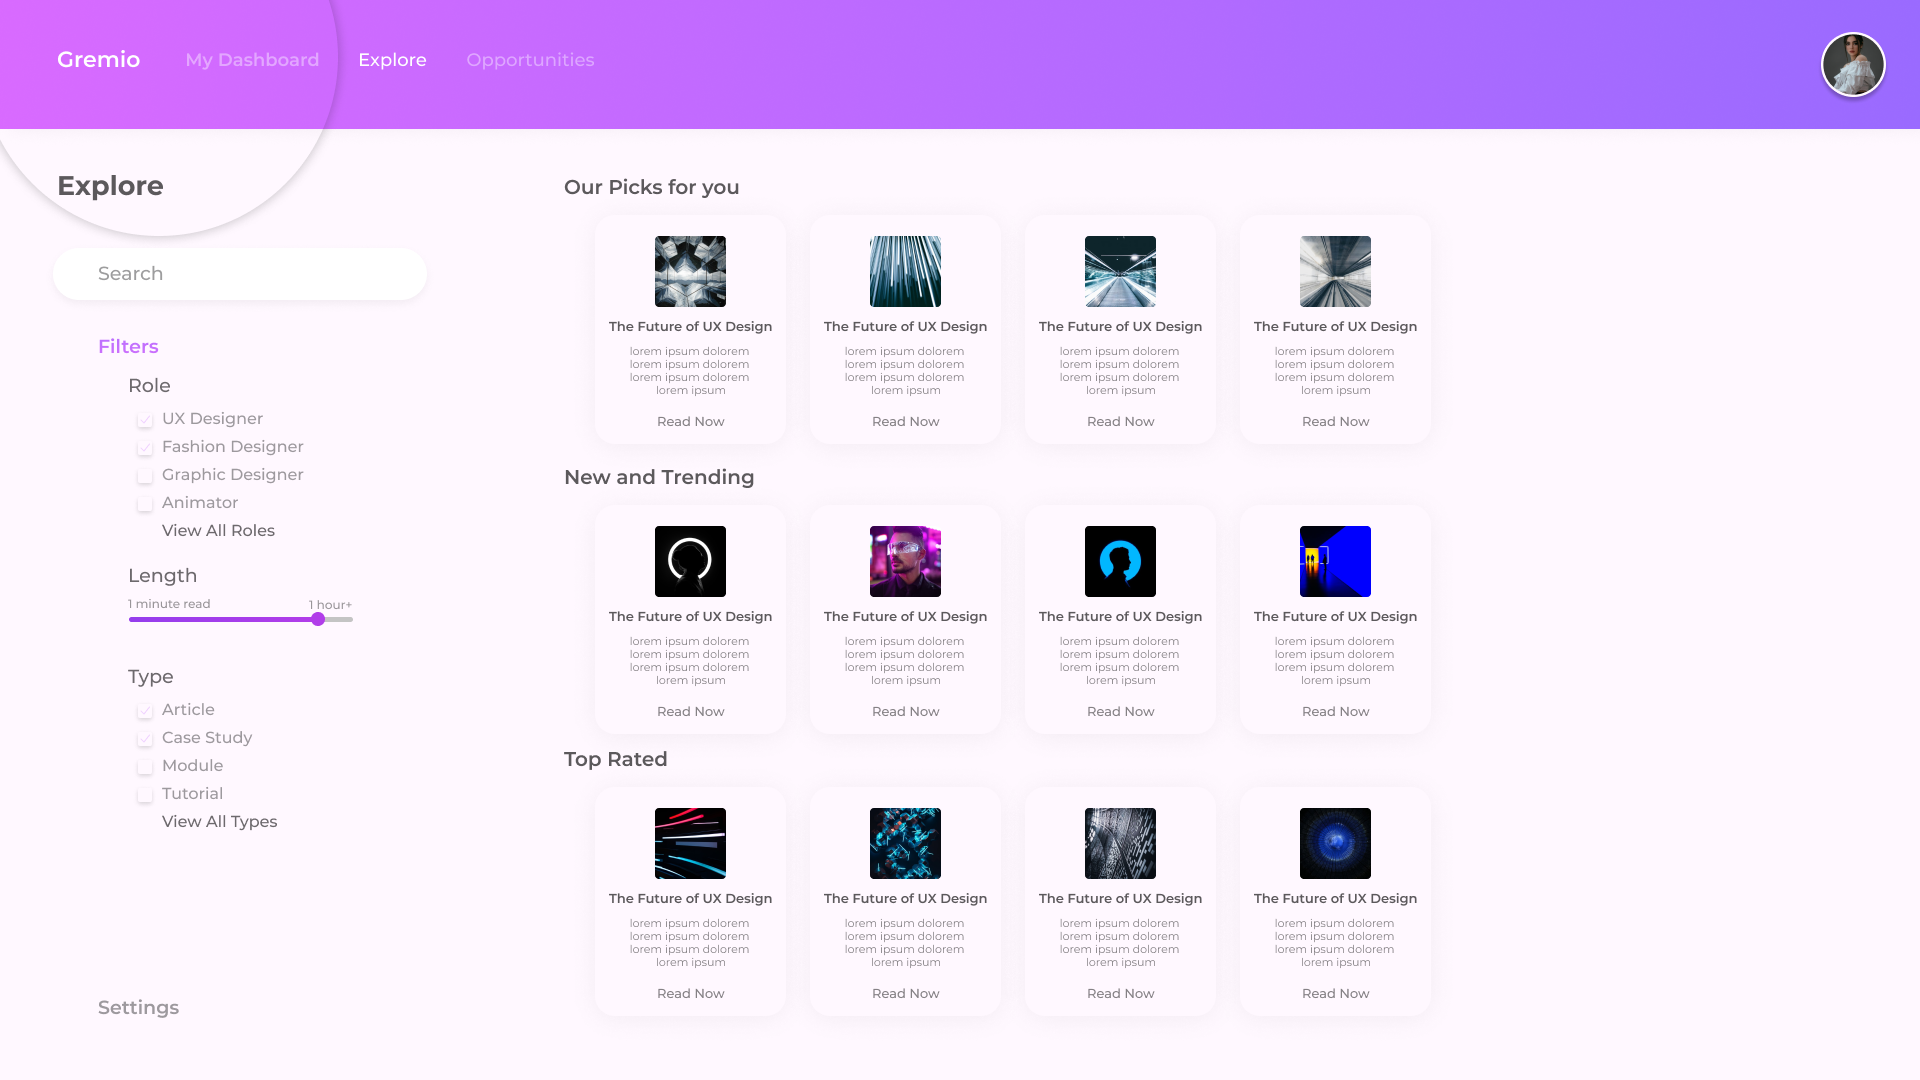 Gremio My Dashboard Explore Opportunities
Explore
Search
Filters
Role
UX Designer
Fashion Designer
Graphic Designer
Animator
View All Roles
Length
1 minute read 1 hour+
Type
Article
Case Study
Module
Tutorial
View All Types
Settings
Our Picks for you
The Future of UX Design
lorem ipsum dolorem
lorem ipsum dolorem
lorem ipsum dolorem
lorem ipsum
Read Now
The Future of UX Design
lorem ipsum dolorem
lorem ipsum dolorem
lorem ipsum dolorem
lorem ipsum
Read Now
The Future of UX Design
lorem ipsum dolorem
lorem ipsum dolorem
lorem ipsum dolorem
lorem ipsum
Read Now
The Future of UX Design
lorem ipsum dolorem
lorem ipsum dolorem
lorem ipsum dolorem
lorem ipsum
Read Now
New and Trending
The Future of UX Design
lorem ipsum dolorem
lorem ipsum dolorem
lorem ipsum dolorem
lorem ipsum
Read Now
The Future of UX Design
lorem ipsum dolorem
lorem ipsum dolorem
lorem ipsum dolorem
lorem ipsum
Read Now
The Future of UX Design
lorem ipsum dolorem
lorem ipsum dolorem
lorem ipsum dolorem
lorem ipsum
Read Now
The Future of UX Design
lorem ipsum dolorem
lorem ipsum dolorem
lorem ipsum dolorem
lorem ipsum
Read Now
Top Rated
The Future of UX Design
lorem ipsum dolorem
lorem ipsum dolorem
lorem ipsum dolorem
lorem ipsum
Read Now
The Future of UX Design
lorem ipsum dolorem
lorem ipsum dolorem
lorem ipsum dolorem
lorem ipsum
Read Now
The Future of UX Design
lorem ipsum dolorem
lorem ipsum dolorem
lorem ipsum dolorem
lorem ipsum
Read Now
The Future of UX Design
lorem ipsum dolorem
lorem ipsum dolorem
lorem ipsum dolorem
lorem ipsum
Read Now